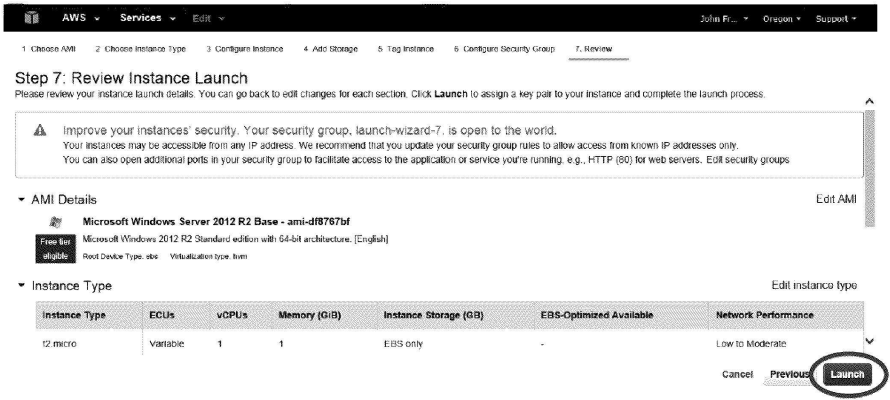 AWS Services Edit John Fr... Oregon Support
1 Choose AMI 2 Choose Instance Type 3 Configure Instance 4 Add Storage 5 Tag Instance 6 Configure Security Group 7. Review
Step 7: Review Instance Launch
Please review your instance launch details. You can go back to edit changes for each section. Click Launch to assign a key pair to your instance and complete the launch process.
Improve your instances' security. Your security group, launch-wizard-7, is open to the world.
Your instances may be accessible from any IP address. We recommend that you update your security group rules to allow access from known IP addresses only.
You can also open additional ports in your security group to facilitate access to the application or service you're running, e.g., HTTP (80) for web servers. Edit security groups
AMI Details Edit AMI
Microsoft Windows Server 2012 R2 Base - ami-df8767bf
Free tier eligible
Microsoft Windows 2012 R2 Standard edition with 64-bit architecture. [English]
Root Device Type: ebs Virtualization type: hvm
Instance Type Edit instance type
Instance Type ECUs vCPUs Memory (GiB) Instance Storage (GB) EBS-Optimized Available Network Performance
t2.micro Variable 1 1 EBS only - Low to Moderate
Cancel Previous Launch